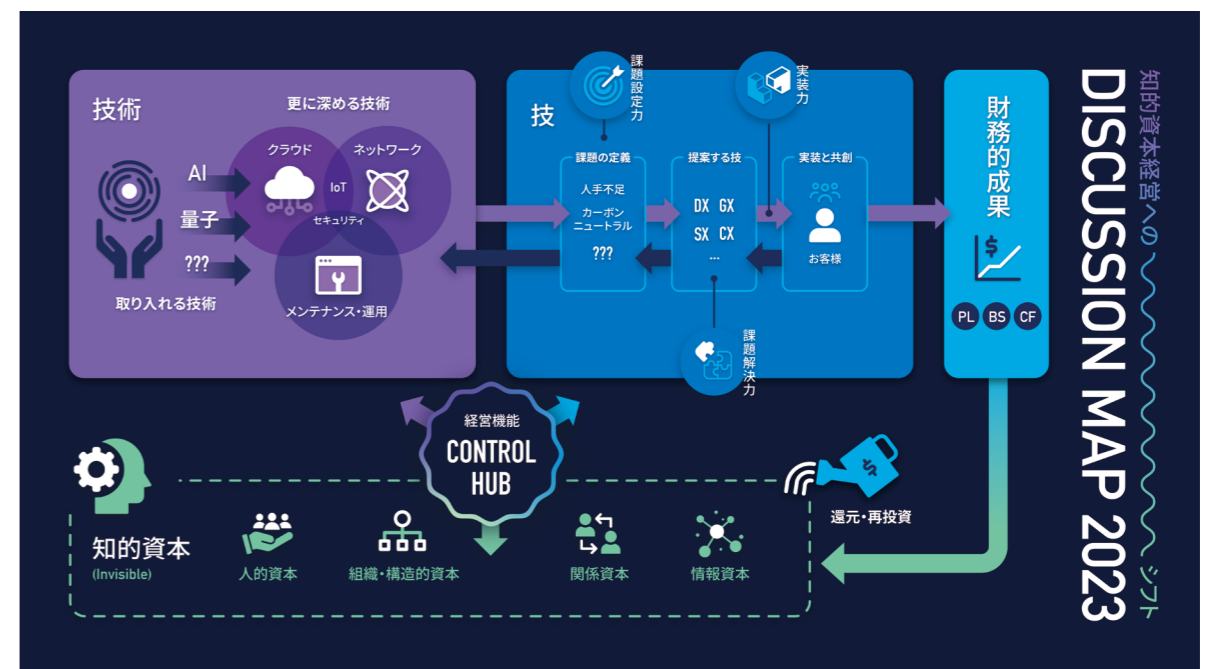 技術
更に深める技術
クラウド
ネットワーク
IoT
セキュリティ
メンテナンス・運用
AI
量子
???
取り入れる技術
技
課題設定力
実装力
課題の定義
人手不足
カーボン
ニュートラル
???
提案する技
DX GX
SX CX
...
実装と共創
お客様
課題解決力
財務的成果
$
PL BS CF
経営機能
CONTROL
HUB
$
還元・再投資
知的資本
(Invisible)
人的資本
組織・構造的資本
関係資本
情報資本
知的資本経営への シフト
DISCUSSION MAP 2023